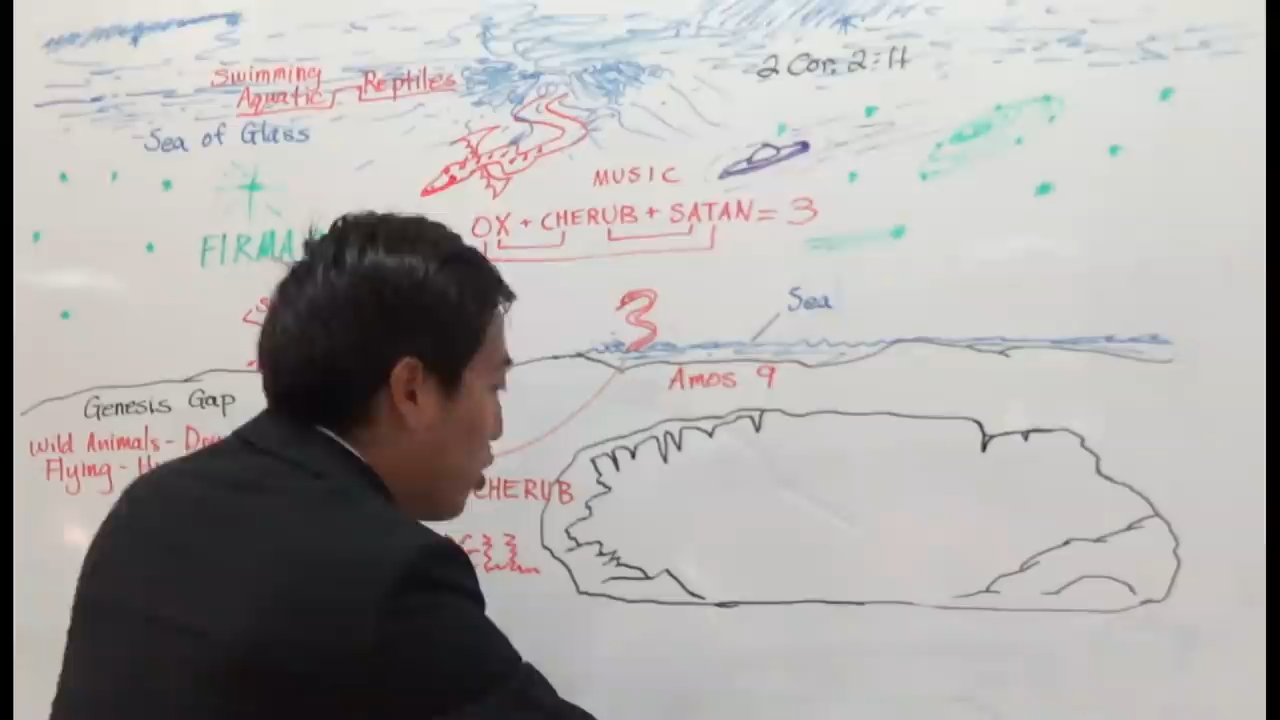 Swimming
Aquatic
Reptiles
2 Cor. 2:11
Sea of Glass
MUSIC
OX + CHERUB + SATAN = 3
3
Sea
Amos 9
Genesis Gap
Wild Animals -
Flying -
CHERUB